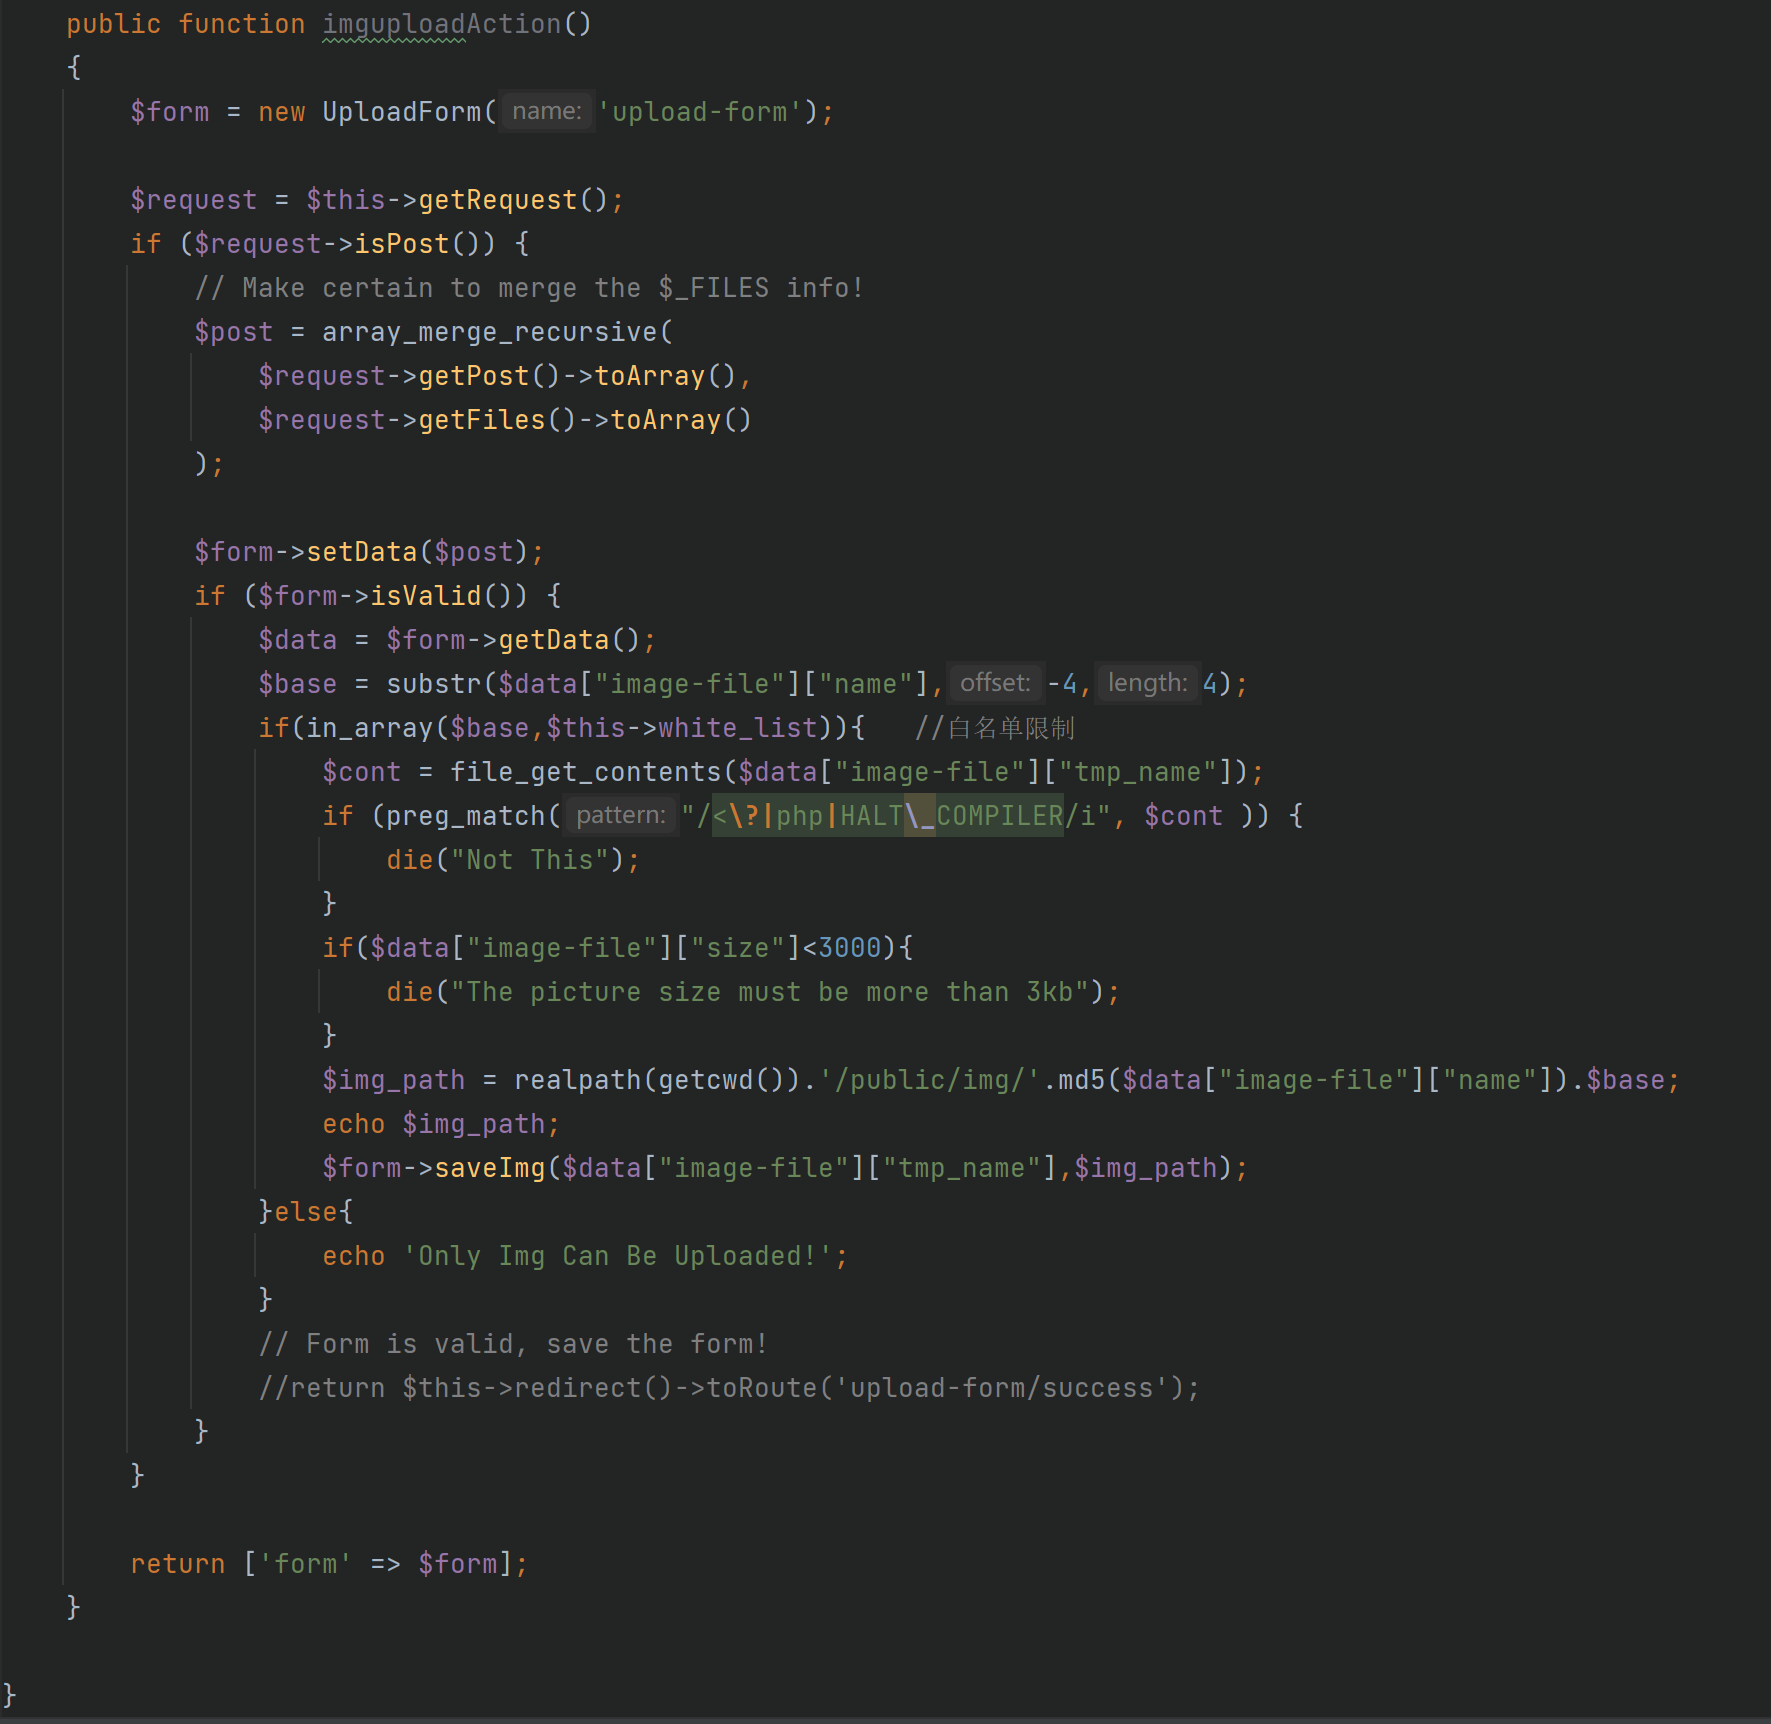 public function imguploadAction()
{
$form = new UploadForm( name: 'upload-form');
$request = $this->getRequest();
if ($request->isPost()) {
// Make certain to merge the $_FILES info!
$post = array_merge_recursive(
$request->getPost()->toArray(),
$request->getFiles()->toArray()
);
$form->setData($post);
if ($form->isValid()) {
$data = $form->getData();
$base = substr($data["image-file"]["name"], offset: -4, length: 4);
if(in_array($base,$this->white_list)){   //白名单限制
$cont = file_get_contents($data["image-file"]["tmp_name"]);
if (preg_match( pattern: "/<\?|php|HALT\_COMPILER/i", $cont )) {
die("Not This");
}
if($data["image-file"]["size"]<3000){
die("The picture size must be more than 3kb");
}
$img_path = realpath(getcwd()).'/public/img/'.md5($data["image-file"]["name"]).$base;
echo $img_path;
$form->saveImg($data["image-file"]["tmp_name"],$img_path);
}else{
echo 'Only Img Can Be Uploaded!';
}
// Form is valid, save the form!
//return $this->redirect()->toRoute('upload-form/success');
}
}
return ['form' => $form];
}
}